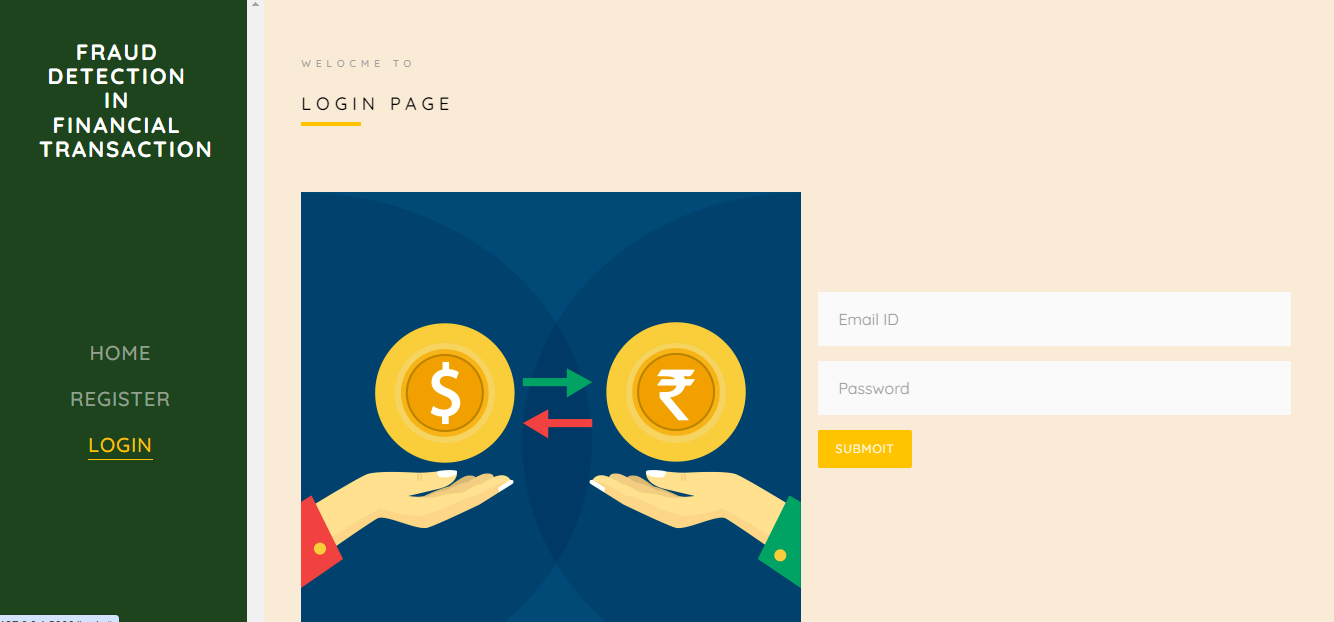 FRAUD
DETECTION
IN
FINANCIAL
TRANSACTION
HOME
REGISTER
LOGIN
WELOCME TO
LOGIN PAGE
$
₹
Email ID
Password
SUBMOIT